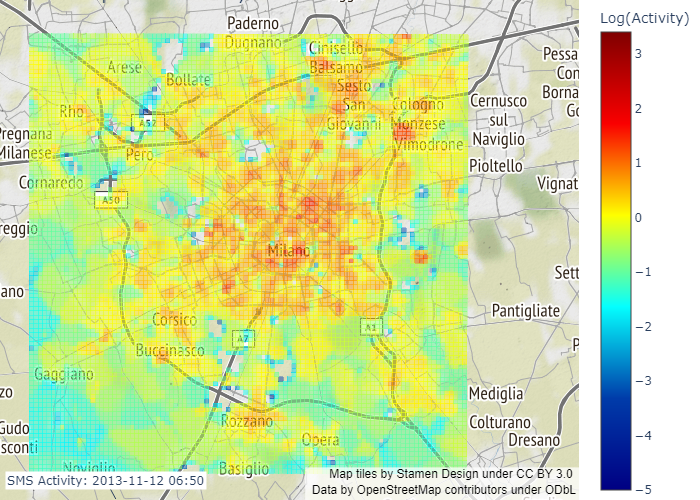 Paderno
Dugnano
Cinisello
Balsamo
Arese
Bollate
Sesto
San
Giovanni
Rho
A52
Cologno
Monzese
Vimodrone
Cernusco
sul
Naviglio
Pioltello
Pero
Cornaredo
A50
Milano
Pantigliate
Corsico
A7
A1
Buccinasco
Gaggiano
Mediglia
Colturano
Dresano
Rozzano
Opera
Basiglio
Noviglio
SMS Activity: 2013-11-12 06:50
Map tiles by Stamen Design under CC BY 3.0
Data by OpenStreetMap contributors under ODbL
Pessa
Con
Borna
Go
Pregnana
Milanese
Vignat
reggio
Sett
ano
P
zo
Gudo
sconti
Log(Activity)
3
2
1
0
−1
−2
−3
−4
−5